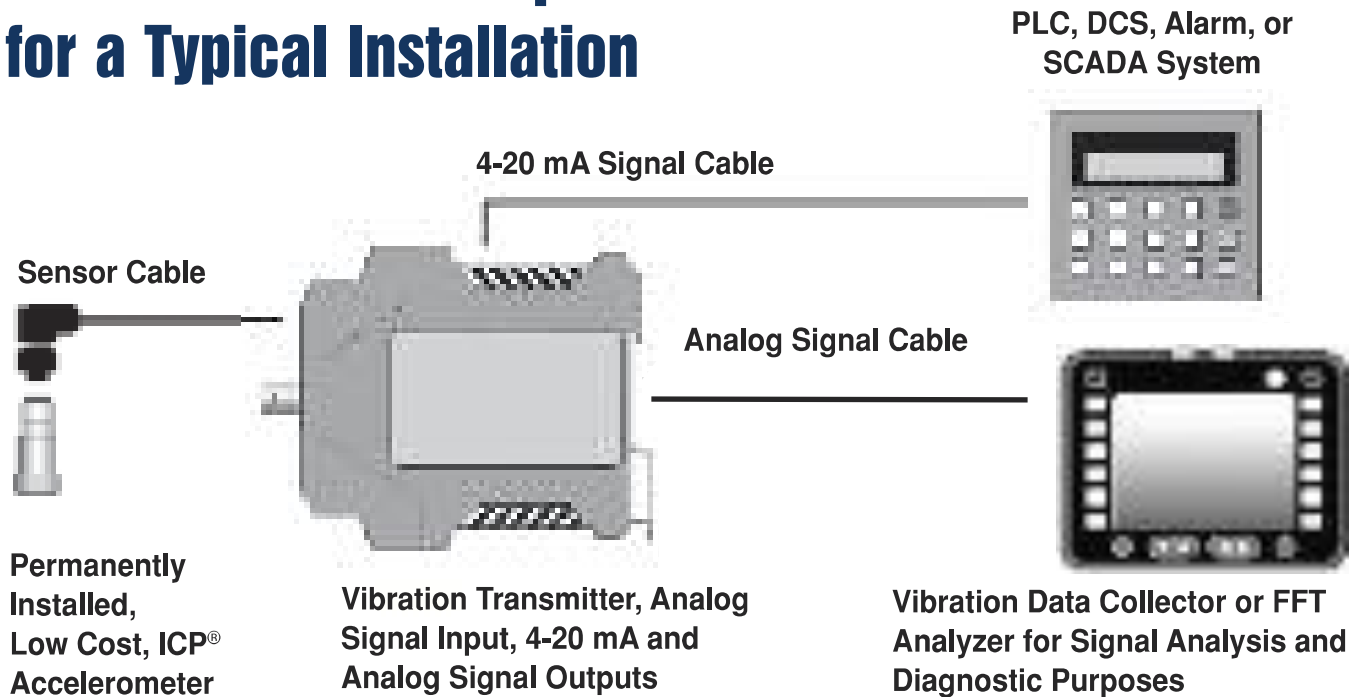 for a Typical Installation
PLC, DCS, Alarm, or
SCADA System
4-20 mA Signal Cable
Sensor Cable
Analog Signal Cable
Permanently
Installed,
Low Cost, ICP®
Accelerometer
Vibration Transmitter, Analog
Signal Input, 4-20 mA and
Analog Signal Outputs
Vibration Data Collector or FFT
Analyzer for Signal Analysis and
Diagnostic Purposes